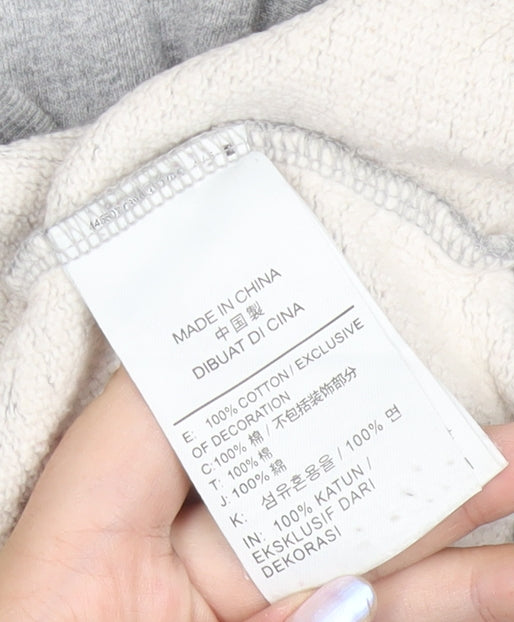 MADE IN CHINA
中国製
DIBUAT DI CINA
E: 100% COTTON / EXCLUSIVE
OF DECORATION
C:100% 棉 / 不包括装饰部分
T: 100% 棉
J: 100% 綿
K: 섬유혼용율 / 100% 면
IN: 100% KATUN /
EKSKLUSIF DARI
DEKORASI